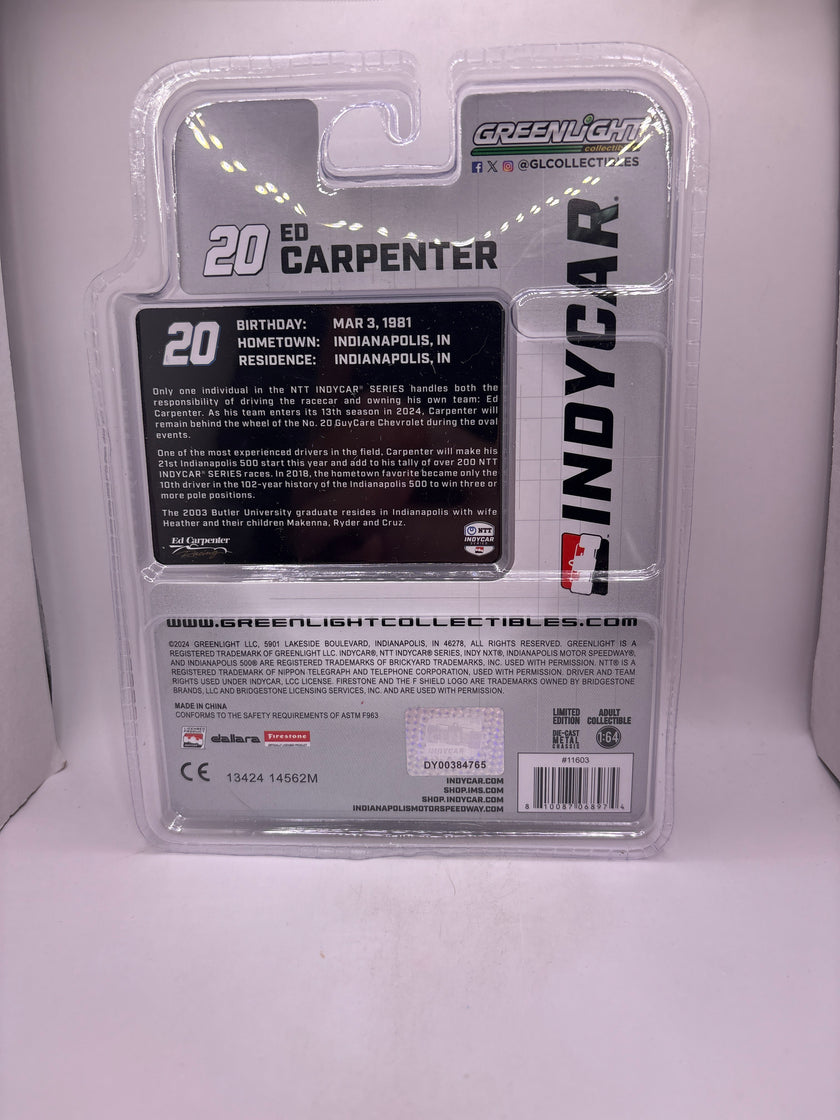 GREENLIGHT
collectibles
@GLCOLLECTIBLES
20 ED
CARPENTER
INDYCAR
20
BIRTHDAY: MAR 3, 1981
HOMETOWN: INDIANAPOLIS, IN
RESIDENCE: INDIANAPOLIS, IN
Only one individual in the NTT INDYCAR® SERIES handles both the
responsibility of driving the racecar and owning his own team: Ed
Carpenter. As his team enters its 13th season in 2024, Carpenter will
remain behind the wheel of the No. 20 GuyCare Chevrolet during the oval
events.
One of the most experienced drivers in the field, Carpenter will make his
21st Indianapolis 500 start this year and add to his tally of over 200 NTT
INDYCAR® SERIES races. In 2018, the hometown favorite became only the
10th driver in the 102-year history of the Indianapolis 500 to win three or
more pole positions.
The 2003 Butler University graduate resides in Indianapolis with wife
Heather and their children Makenna, Ryder and Cruz.
Ed Carpenter
NTT
INDYCAR
SERIES
WWW.GREENLIGHTCOLLECTIBLES.COM
©2024 GREENLIGHT LLC, 5901 LAKESIDE BOULEVARD, INDIANAPOLIS, IN 46278, ALL RIGHTS RESERVED. GREENLIGHT IS A
REGISTERED TRADEMARK OF GREENLIGHT LLC. INDYCAR®, NTT INDYCAR® SERIES, INDY NXT®, INDIANAPOLIS MOTOR SPEEDWAY®,
AND INDIANAPOLIS 500® ARE REGISTERED TRADEMARKS OF BRICKYARD TRADEMARKS, INC. USED WITH PERMISSION. NTT® IS A
REGISTERED TRADEMARK OF NIPPON TELEGRAPH AND TELEPHONE CORPORATION, USED WITH PERMISSION. DRIVER AND TEAM
RIGHTS USED UNDER INDYCAR, LCC LICENSE. FIRESTONE AND THE F SHIELD LOGO ARE TRADEMARKS OWNED BY BRIDGESTONE
BRANDS, LLC AND BRIDGESTONE LICENSING SERVICES, INC. AND ARE USED WITH PERMISSION.
MADE IN CHINA
CONFORMS TO THE SAFETY REQUIREMENTS OF ASTM F963
dallara
Firestone
INDYCAR
DY00384765
LIMITED
EDITION
ADULT
COLLECTIBLE
DIE-CAST
METAL
CHASSIS
1:64
CE 13424 14562M
INDYCAR.COM
SHOP.IMS.COM
SHOP.INDYCAR.COM
INDIANAPOLISMOTORSPEEDWAY.COM
#11603
8 10087 06897 4